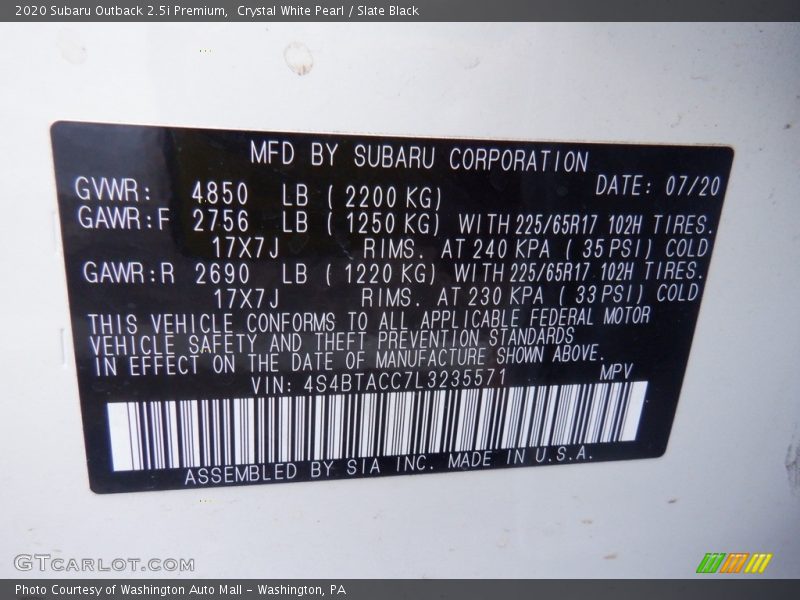 2020 Subaru Outback 2.5i Premium,  Crystal White Pearl / Slate Black
MFD BY SUBARU CORPORATION
GVWR: 4850 LB ( 2200 KG) DATE: 07/20
GAWR:F 2756 LB ( 1250 KG) WITH 225/65R17 102H TIRES.
17X7J RIMS. AT 240 KPA ( 35 PSI) COLD
GAWR:R 2690 LB ( 1220 KG) WITH 225/65R17 102H TIRES.
17X7J RIMS. AT 230 KPA ( 33 PSI) COLD
THIS VEHICLE CONFORMS TO ALL APPLICABLE FEDERAL MOTOR
VEHICLE SAFETY AND THEFT PREVENTION STANDARDS
IN EFFECT ON THE DATE OF MANUFACTURE SHOWN ABOVE.
VIN: 4S4BTACC7L3235571 MPV
ASSEMBLED BY SIA INC. MADE IN U.S.A.
GTCARLOT.COM
Photo Courtesy of Washington Auto Mall – Washington, PA